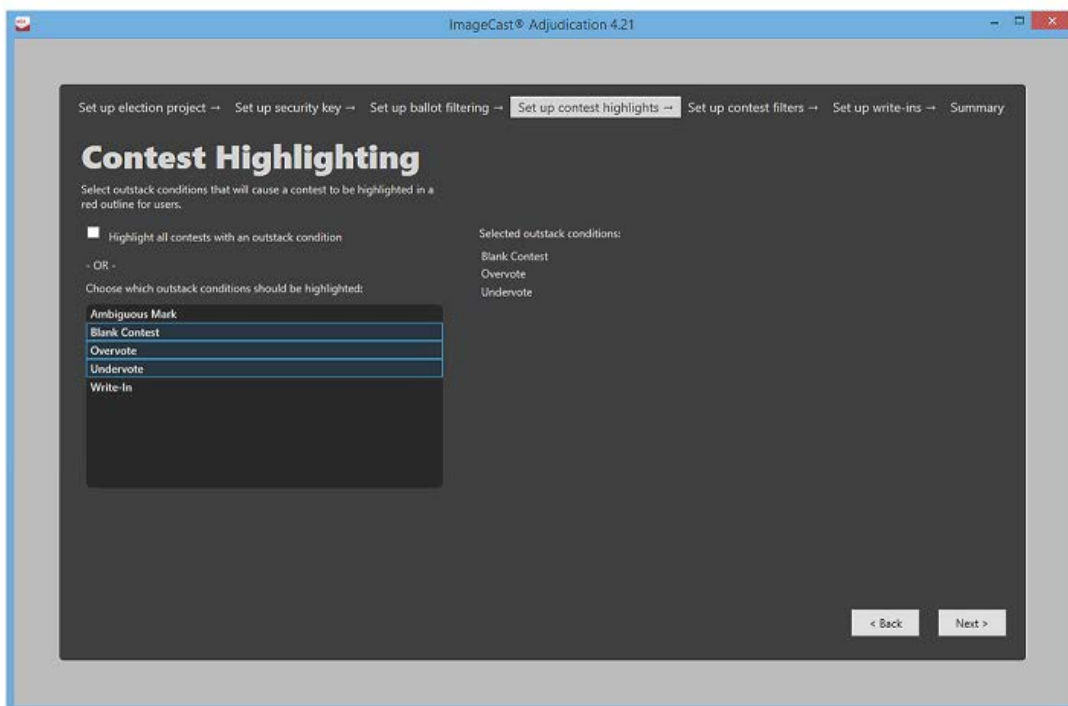 ImageCast® Adjudication 4.21
Set up election project → Set up security key → Set up ballot filtering → Set up contest highlights → Set up contest filters → Set up write-ins → Summary
Contest Highlighting
Select outstack conditions that will cause a contest to be highlighted in a
red outline for users.
Highlight all contests with an outstack condition
- OR -
Choose which outstack conditions should be highlighted:
Ambiguous Mark
Blank Contest
Overvote
Undervote
Write-In
Selected outstack conditions:
Blank Contest
Overvote
Undervote
< Back
Next >